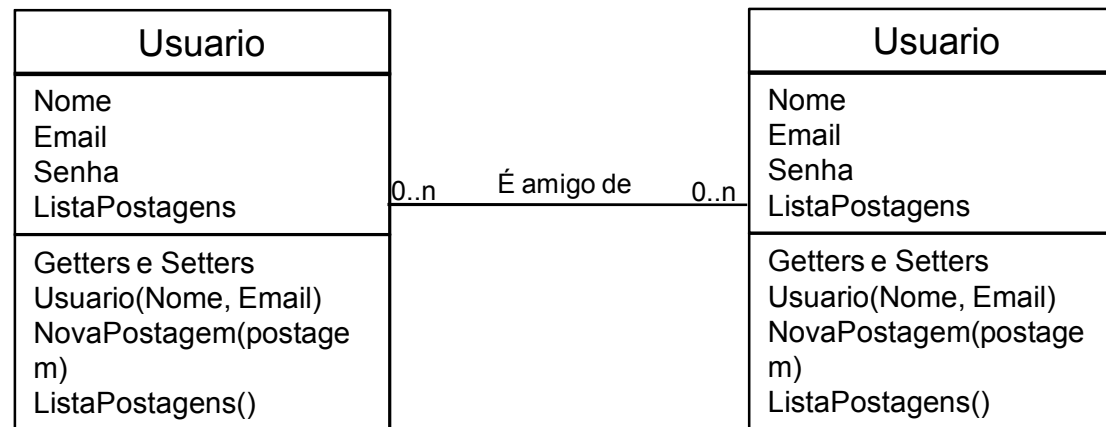 Usuario
Nome
Email
Senha
ListaPostagens
Getters e Setters
Usuario(Nome, Email)
NovaPostagem(postage
m)
ListaPostagens()
0..n
É amigo de
0..n
Usuario
Nome
Email
Senha
ListaPostagens
Getters e Setters
Usuario(Nome, Email)
NovaPostagem(postage
m)
ListaPostagens()